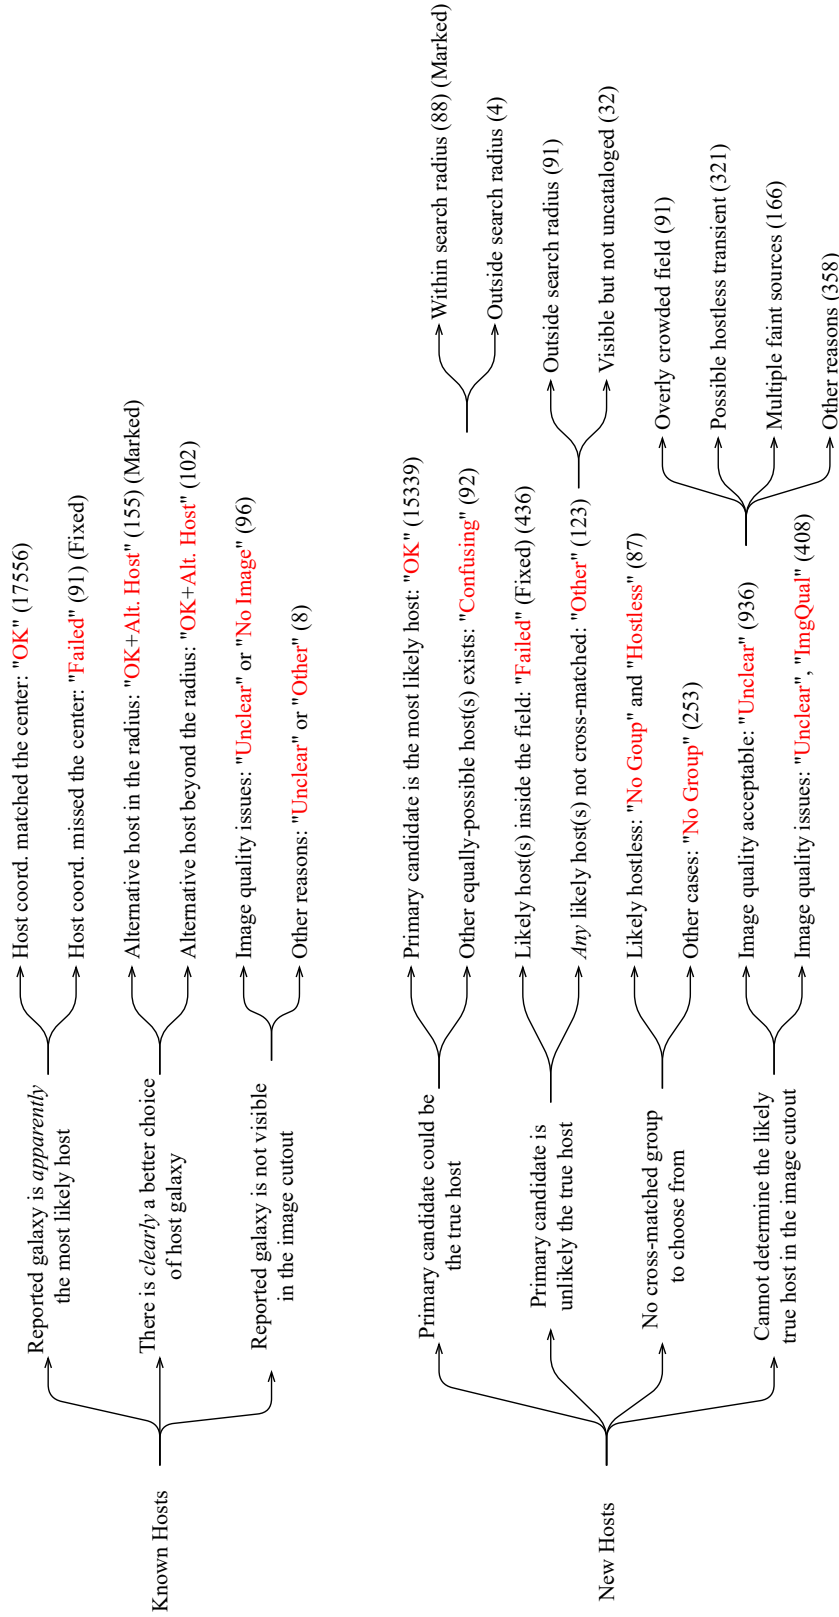 Known Hosts
Reported galaxy is apparently
the most likely host
Host coord. matched the center: "OK" (17556)
Host coord. missed the center: "Failed" (91) (Fixed)
There is clearly a better choice
of host galaxy
Alternative host in the radius: "OK+Alt. Host" (155) (Marked)
Alternative host beyond the radius: "OK+Alt. Host" (102)
Reported galaxy is not visible
in the image cutout
Image quality issues: "Unclear" or "No Image" (96)
Other reasons: "Unclear" or "Other" (8)
New Hosts
Primary candidate could be
the true host
Primary candidate is the most likely host: "OK" (15339)
Other equally-possible host(s) exists: "Confusing" (92)
Within search radius (88) (Marked)
Outside search radius (4)
Primary candidate is
unlikely the true host
Likely host(s) inside the field: "Failed" (Fixed) (436)
Any likely host(s) not cross-matched: "Other" (123)
Outside search radius (91)
Visible but not uncataloged (32)
No cross-matched group
to choose from
Likely hostless: "No Goup" and "Hostless" (87)
Other cases: "No Group" (253)
Cannot determine the likely
true host in the image cutout
Image quality acceptable: "Unclear" (936)
Image quality issues: "Unclear", "ImgQual" (408)
Overly crowded field (91)
Possible hostless transient (321)
Multiple faint sources (166)
Other reasons (358)